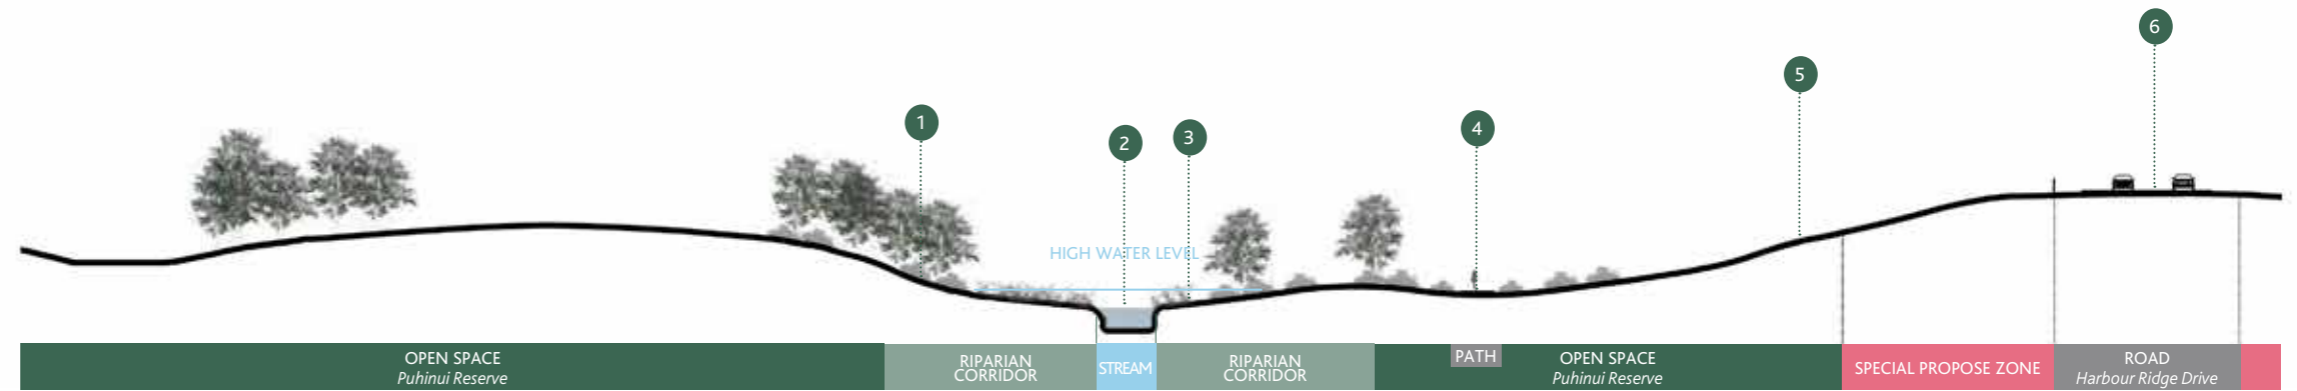 6
5
1
4
3
2
HIGH WATER LEVEL
OPEN SPACE
Puhinui Reserve
RIPARIAN
CORRIDOR
STREAM
RIPARIAN
CORRIDOR
PATH
OPEN SPACE
Puhinui Reserve
SPECIAL PROPOSE ZONE
ROAD
Harbour Ridge Drive